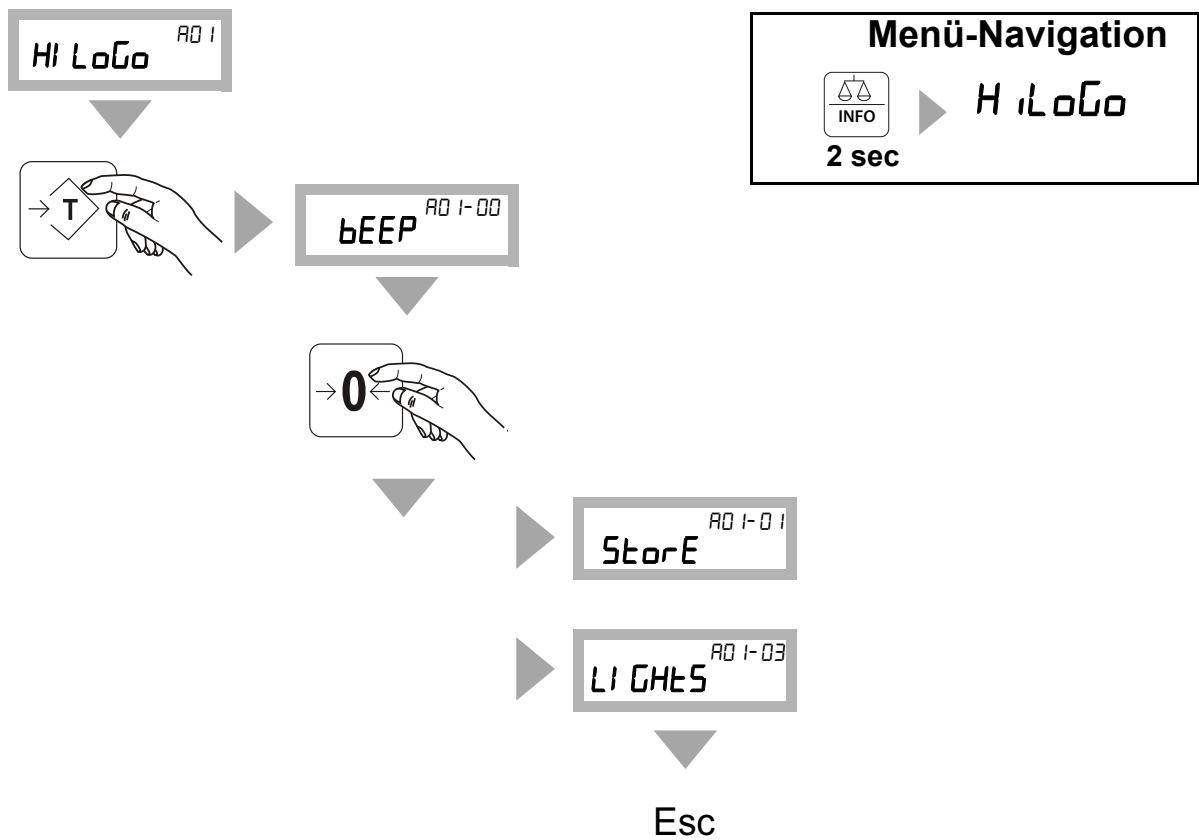 A01
HI LoGo
Menü-Navigation
INFO
HiLoGo
2 sec
T
A01-00
bEEP
0
A01-01
StorE
A01-03
LIGHtS
Esc